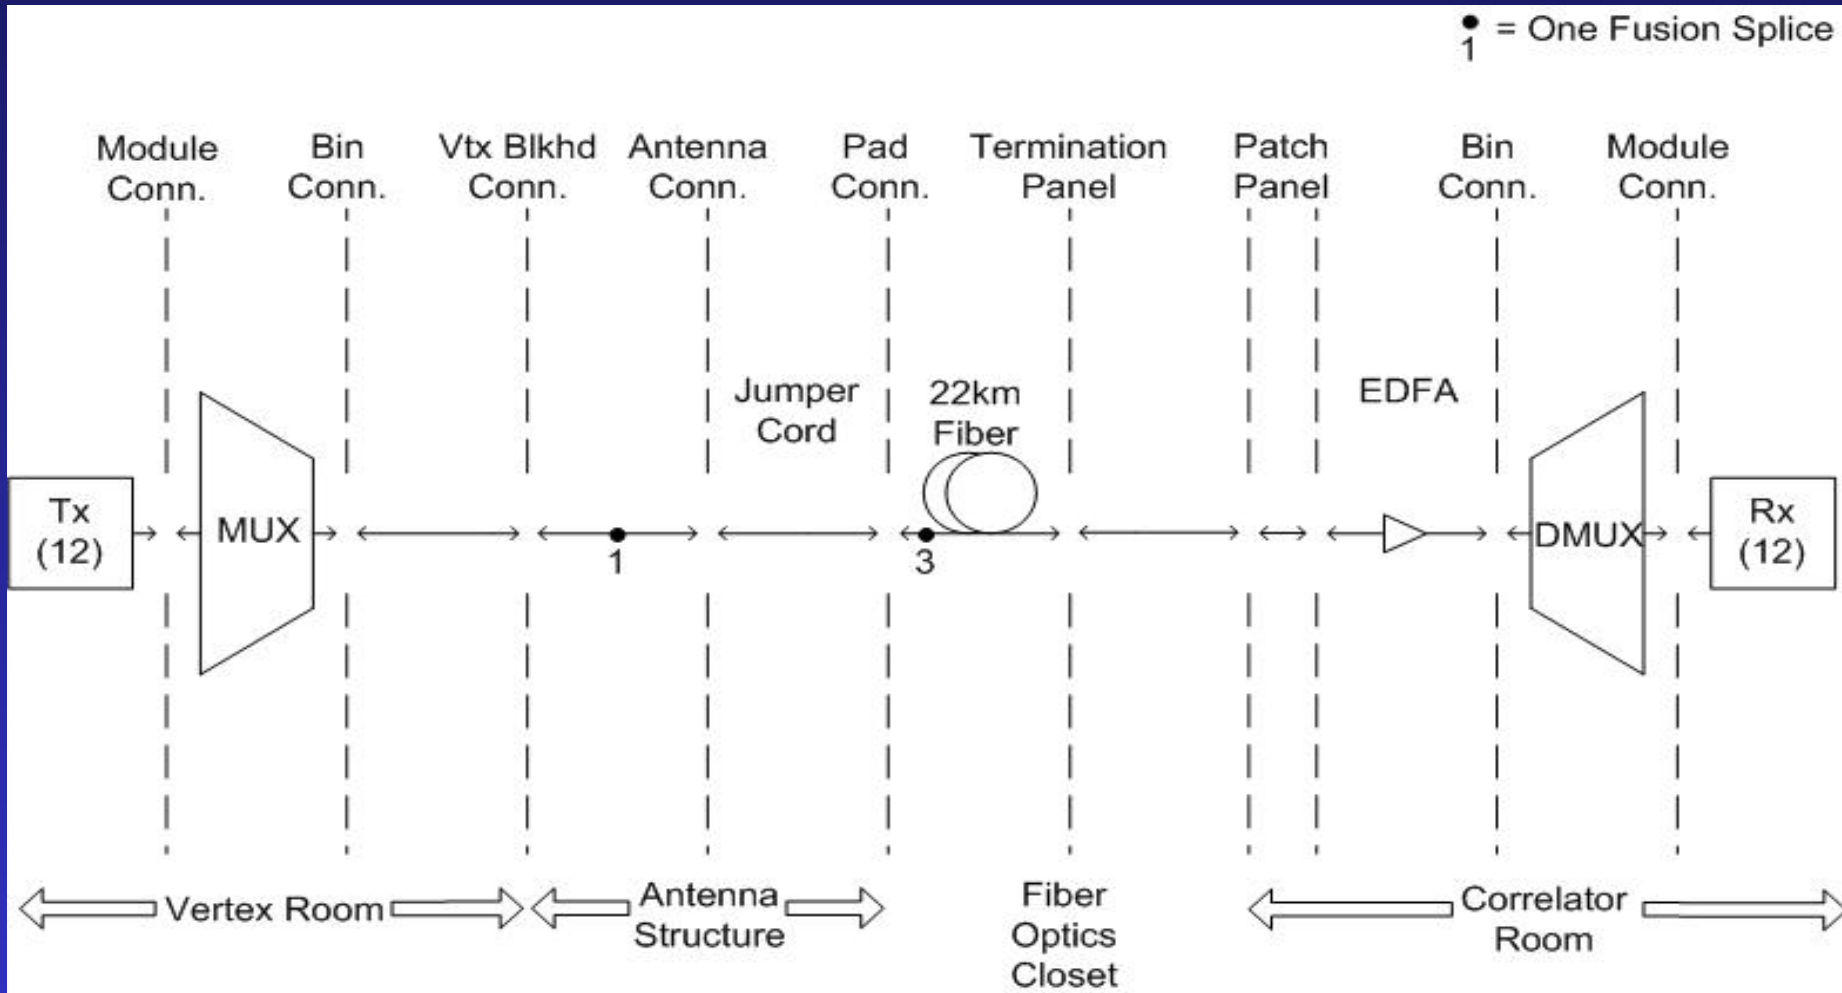 = One Fusion Splice
1
Module
Conn.
Bin
Conn.
Vtx Blkhd
Conn.
Antenna
Conn.
Pad
Conn.
Termination
Panel
Patch
Panel
Bin
Conn.
Module
Conn.
Jumper
Cord
22km
Fiber
EDFA
Tx
(12)
MUX
1
3
DMUX
Rx
(12)
Vertex Room
Antenna
Structure
Fiber
Optics
Closet
Correlator
Room